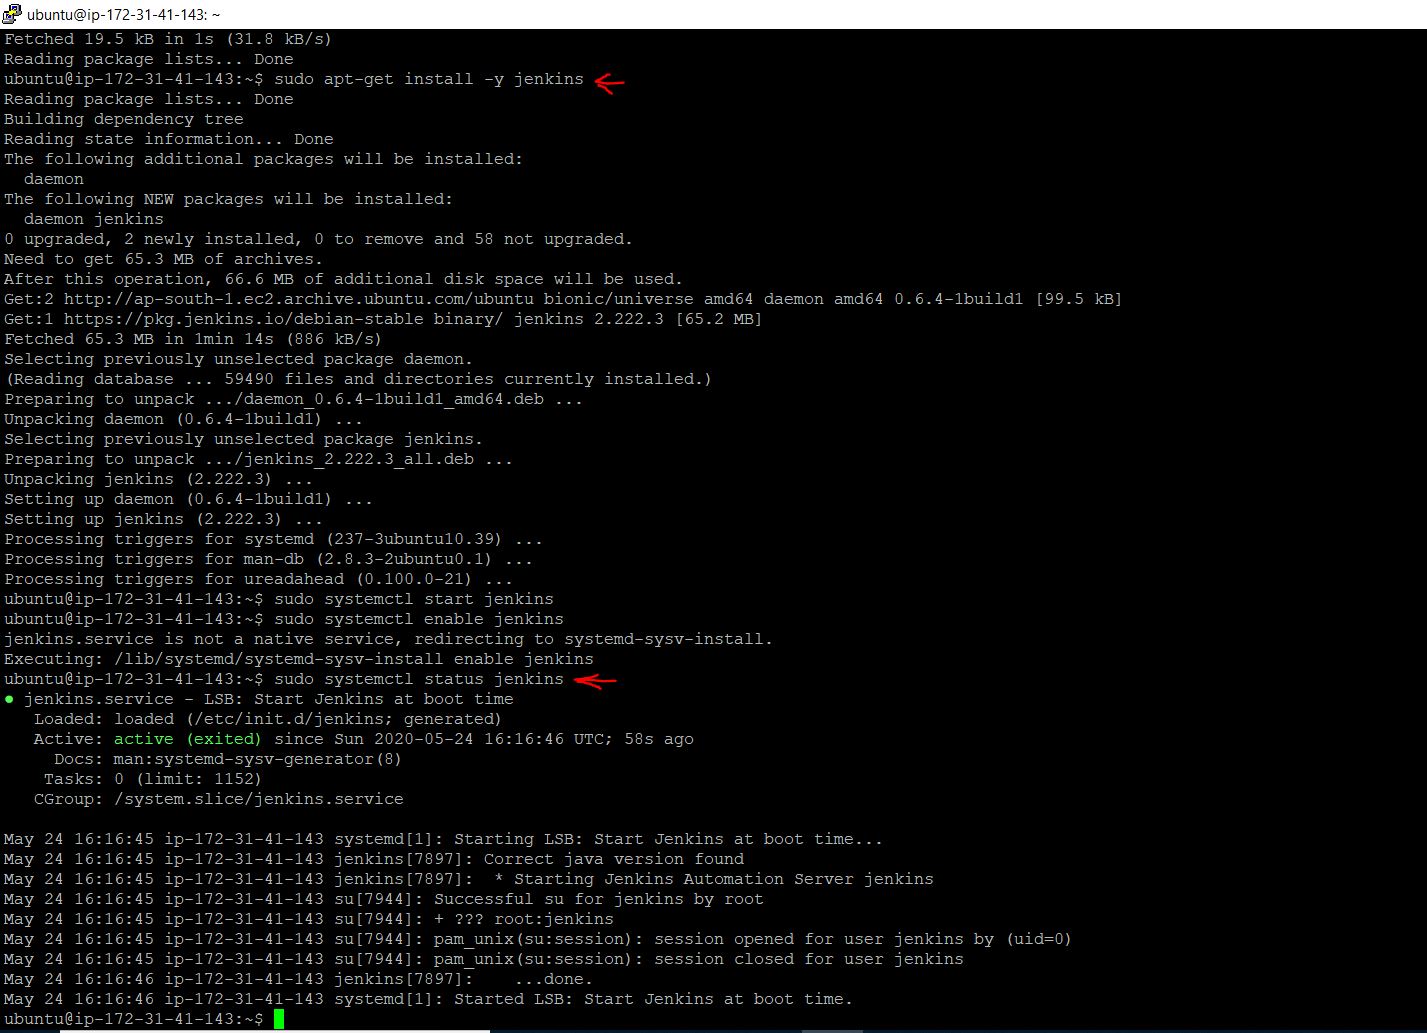 ubuntu@ip-172-31-41-143: ~
Fetched 19.5 kB in 1s (31.8 kB/s)
Reading package lists... Done
ubuntu@ip-172-31-41-143:~$ sudo apt-get install -y jenkins
Reading package lists... Done
Building dependency tree
Reading state information... Done
The following additional packages will be installed:
  daemon
The following NEW packages will be installed:
  daemon jenkins
0 upgraded, 2 newly installed, 0 to remove and 58 not upgraded.
Need to get 65.3 MB of archives.
After this operation, 66.6 MB of additional disk space will be used.
Get:2 http://ap-south-1.ec2.archive.ubuntu.com/ubuntu bionic/universe amd64 daemon amd64 0.6.4-1build1 [99.5 kB]
Get:1 https://pkg.jenkins.io/debian-stable binary/ jenkins 2.222.3 [65.2 MB]
Fetched 65.3 MB in 1min 14s (886 kB/s)
Selecting previously unselected package daemon.
(Reading database ... 59490 files and directories currently installed.)
Preparing to unpack .../daemon_0.6.4-1build1_amd64.deb ...
Unpacking daemon (0.6.4-1build1) ...
Selecting previously unselected package jenkins.
Preparing to unpack .../jenkins_2.222.3_all.deb ...
Unpacking jenkins (2.222.3) ...
Setting up daemon (0.6.4-1build1) ...
Setting up jenkins (2.222.3) ...
Processing triggers for systemd (237-3ubuntu10.39) ...
Processing triggers for man-db (2.8.3-2ubuntu0.1) ...
Processing triggers for ureadahead (0.100.0-21) ...
ubuntu@ip-172-31-41-143:~$ sudo systemctl start jenkins
ubuntu@ip-172-31-41-143:~$ sudo systemctl enable jenkins
jenkins.service is not a native service, redirecting to systemd-sysv-install.
Executing: /lib/systemd/systemd-sysv-install enable jenkins
ubuntu@ip-172-31-41-143:~$ sudo systemctl status jenkins
● jenkins.service - LSB: Start Jenkins at boot time
   Loaded: loaded (/etc/init.d/jenkins; generated)
   Active: active (exited) since Sun 2020-05-24 16:16:46 UTC; 58s ago
     Docs: man:systemd-sysv-generator(8)
    Tasks: 0 (limit: 1152)
   CGroup: /system.slice/jenkins.service
May 24 16:16:45 ip-172-31-41-143 systemd[1]: Starting LSB: Start Jenkins at boot time...
May 24 16:16:45 ip-172-31-41-143 jenkins[7897]: Correct java version found
May 24 16:16:45 ip-172-31-41-143 jenkins[7897]:  * Starting Jenkins Automation Server jenkins
May 24 16:16:45 ip-172-31-41-143 su[7944]: Successful su for jenkins by root
May 24 16:16:45 ip-172-31-41-143 su[7944]: + ??? root:jenkins
May 24 16:16:45 ip-172-31-41-143 su[7944]: pam_unix(su:session): session opened for user jenkins by (uid=0)
May 24 16:16:45 ip-172-31-41-143 su[7944]: pam_unix(su:session): session closed for user jenkins
May 24 16:16:46 ip-172-31-41-143 jenkins[7897]:    ...done.
May 24 16:16:46 ip-172-31-41-143 systemd[1]: Started LSB: Start Jenkins at boot time.
ubuntu@ip-172-31-41-143:~$